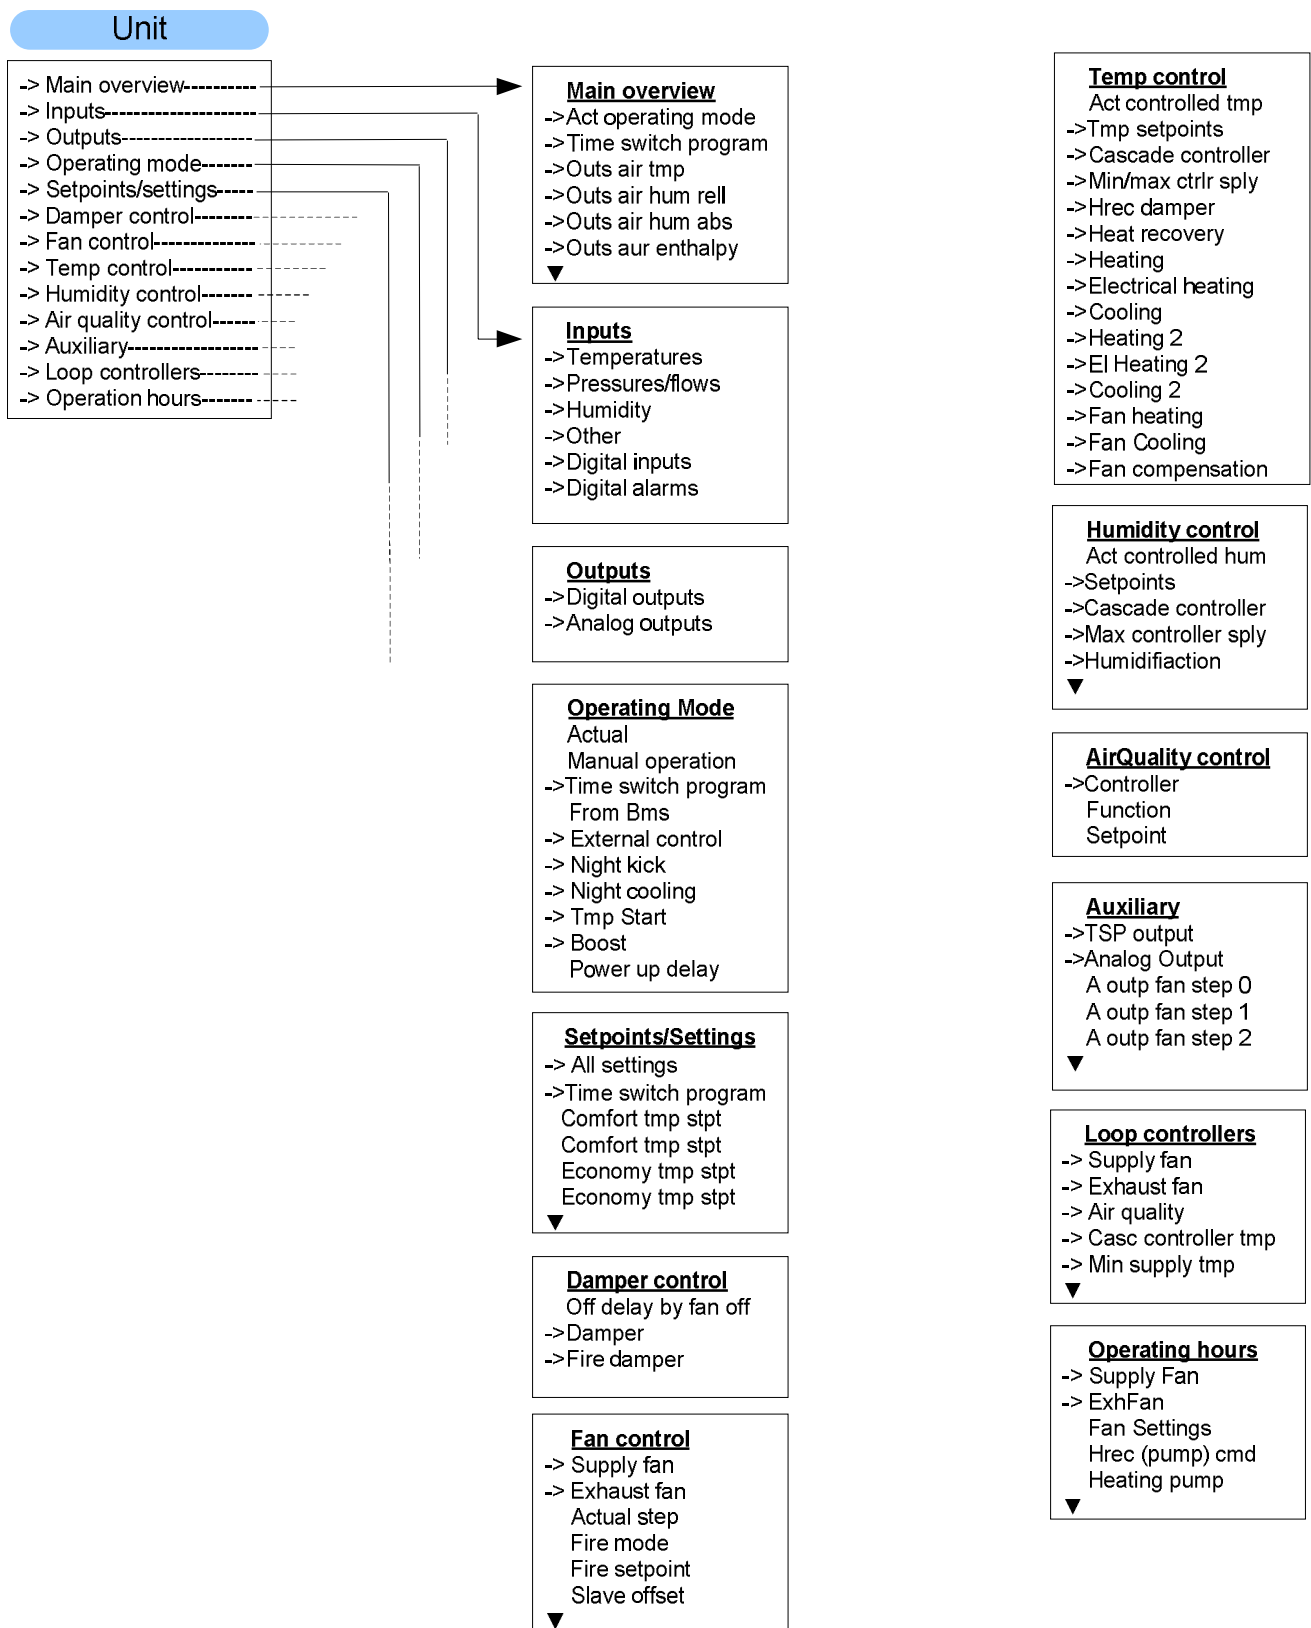 Unit
-> Main overview----------
-> Inputs---------------------
-> Outputs------------------
-> Operating mode-------
-> Setpoints/settings-----
-> Damper control--------
-> Fan control--------------
-> Temp control-----------
-> Humidity control-------
-> Air quality control------
-> Auxiliary-----------------
-> Loop controllers--------
-> Operation hours-------
Main overview
->Act operating mode
->Time switch program
->Outs air tmp
->Outs air hum rell
->Outs air hum abs
->Outs aur enthalpy
▼
Inputs
->Temperatures
->Pressures/flows
->Humidity
->Other
->Digital inputs
->Digital alarms
Outputs
->Digital outputs
->Analog outputs
Operating Mode
Actual
Manual operation
->Time switch program
From Bms
-> External control
-> Night kick
-> Night cooling
-> Tmp Start
-> Boost
Power up delay
Setpoints/Settings
-> All settings
->Time switch program
Comfort tmp stpt
Comfort tmp stpt
Economy tmp stpt
Economy tmp stpt
▼
Damper control
Off delay by fan off
->Damper
->Fire damper
Fan control
-> Supply fan
-> Exhaust fan
Actual step
Fire mode
Fire setpoint
Slave offset
▼
Temp control
Act controlled tmp
->Tmp setpoints
->Cascade controller
->Min/max ctrlr sply
->Hrec damper
->Heat recovery
->Heating
->Electrical heating
->Cooling
->Heating 2
->El Heating 2
->Cooling 2
->Fan heating
->Fan Cooling
->Fan compensation
Humidity control
Act controlled hum
->Setpoints
->Cascade controller
->Max controller sply
->Humidifiaction
▼
AirQuality control
->Controller
Function
Setpoint
Auxiliary
->TSP output
->Analog Output
A outp fan step 0
A outp fan step 1
A outp fan step 2
▼
Loop controllers
-> Supply fan
-> Exhaust fan
-> Air quality
-> Casc controller tmp
-> Min supply tmp
▼
Operating hours
-> Supply Fan
-> ExhFan
Fan Settings
Hrec (pump) cmd
Heating pump
▼